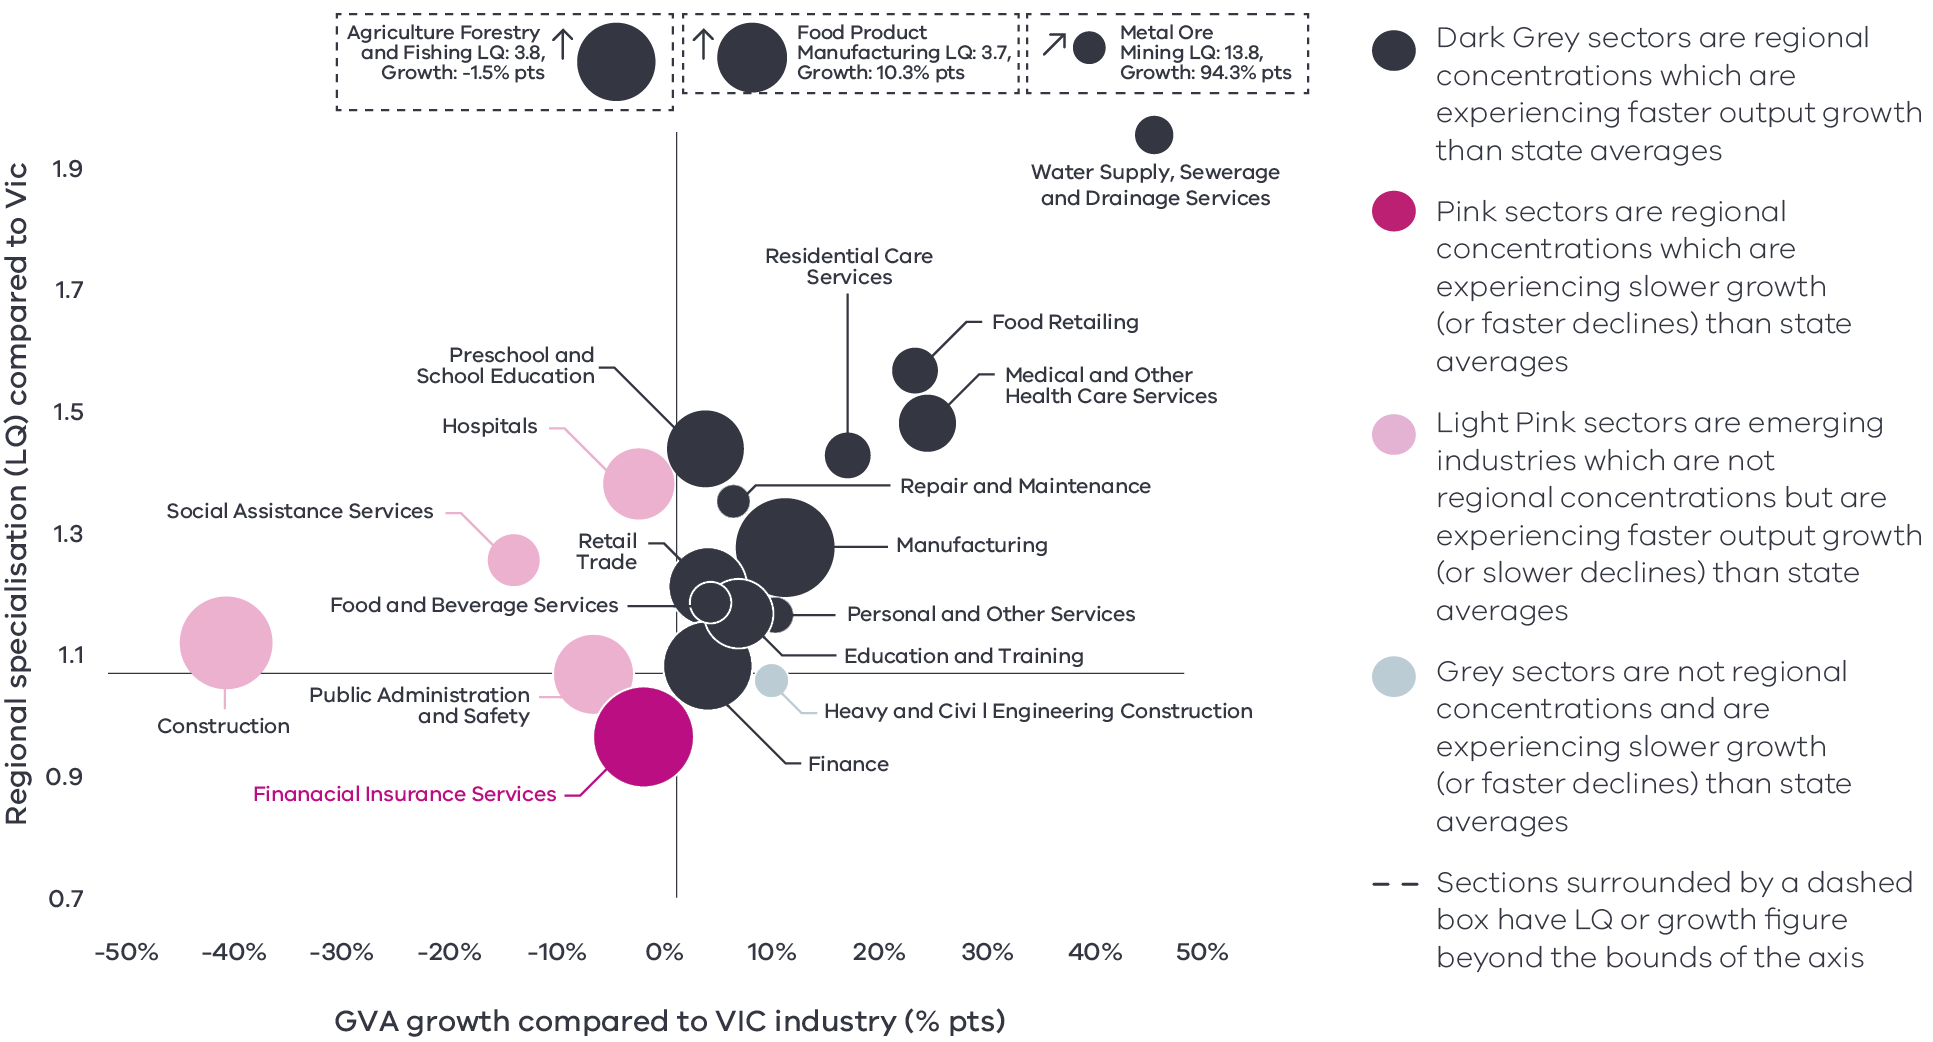 Agriculture Forestry
and Fishing LQ: 3.8,
Growth: -1.5% pts
Food Product
Manufacturing LQ: 3.7,
Growth: 10.3% pts
Metal Ore
Mining LQ: 13.8,
Growth: 94.3% pts
Regional specialisation (LQ) compared to Vic
1.9
1.7
1.5
1.3
1.1
0.9
0.7
Water Supply, Sewerage
and Drainage Services
Residential Care
Services
Food Retailing
Preschool and
School Education
Medical and Other
Health Care Services
Hospitals
Repair and Maintenance
Social Assistance Services
Retail
Trade
Manufacturing
Food and Beverage Services
Personal and Other Services
Education and Training
Public Administration
and Safety
Construction
Heavy and Civi l Engineering Construction
Finance
Finanacial Insurance Services
-50%
-40%
-30%
-20%
-10%
0%
10%
20%
30%
40%
50%
GVA growth compared to VIC industry (% pts)
Dark Grey sectors are regional
concentrations which are
experiencing faster output growth
than state averages
Pink sectors are regional
concentrations which are
experiencing slower growth
(or faster declines) than state
averages
Light Pink sectors are emerging
industries which are not
regional concentrations but are
experiencing faster output growth
(or slower declines) than state
averages
Grey sectors are not regional
concentrations and are
experiencing slower growth
(or faster declines) than state
averages
Sections surrounded by a dashed
box have LQ or growth figure
beyond the bounds of the axis